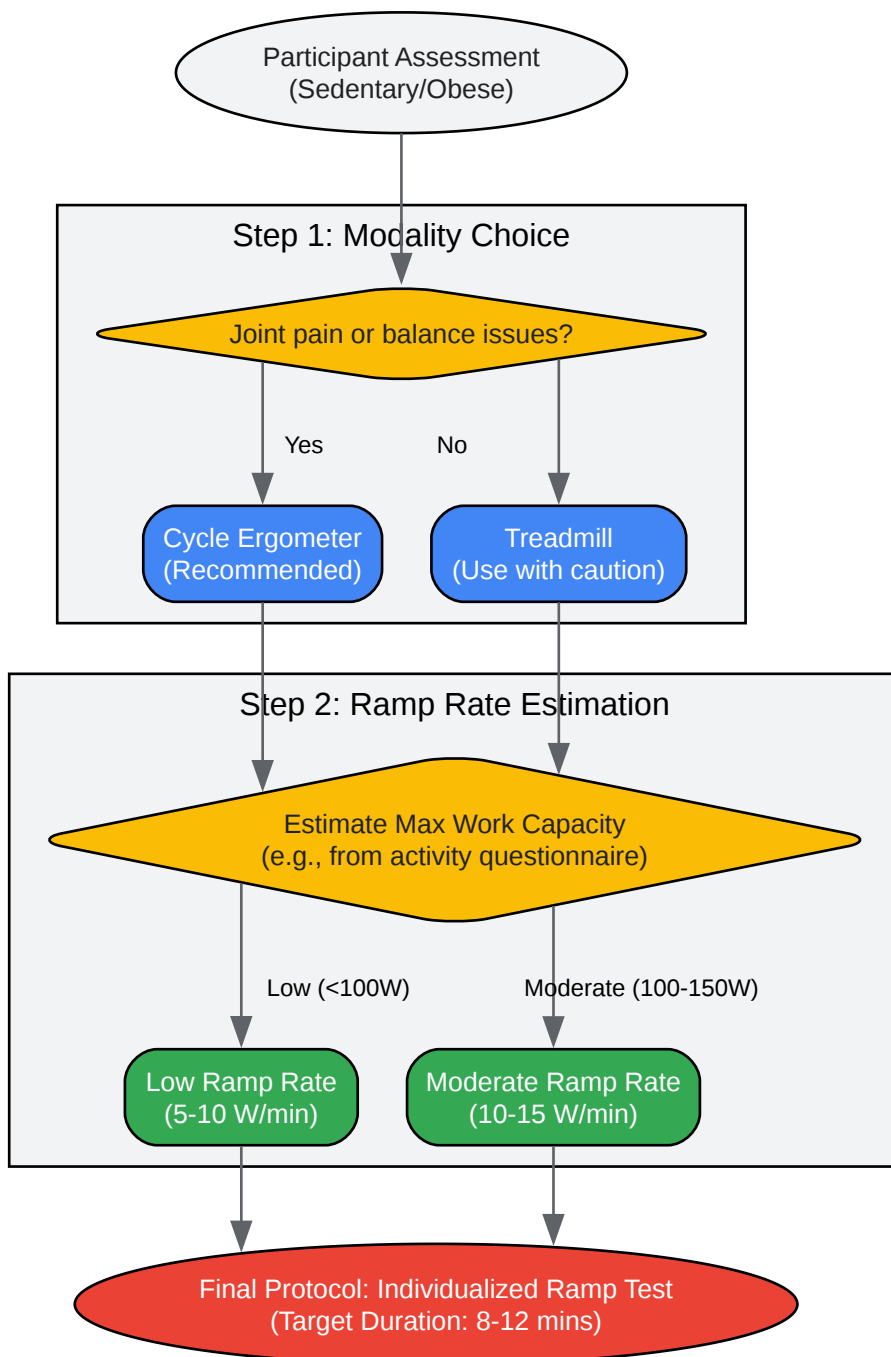 Participant Assessment
(Sedentary/Obese)
Step 1: Modality Choice
Joint pain or balance issues?
Yes
No
Cycle Ergometer
(Recommended)
Treadmill
(Use with caution)
Step 2: Ramp Rate Estimation
Estimate Max Work Capacity
(e.g., from activity questionnaire)
Low (<100W)
Moderate (100-150W)
Low Ramp Rate
(5-10 W/min)
Moderate Ramp Rate
(10-15 W/min)
Final Protocol: Individualized Ramp Test
(Target Duration: 8-12 mins)